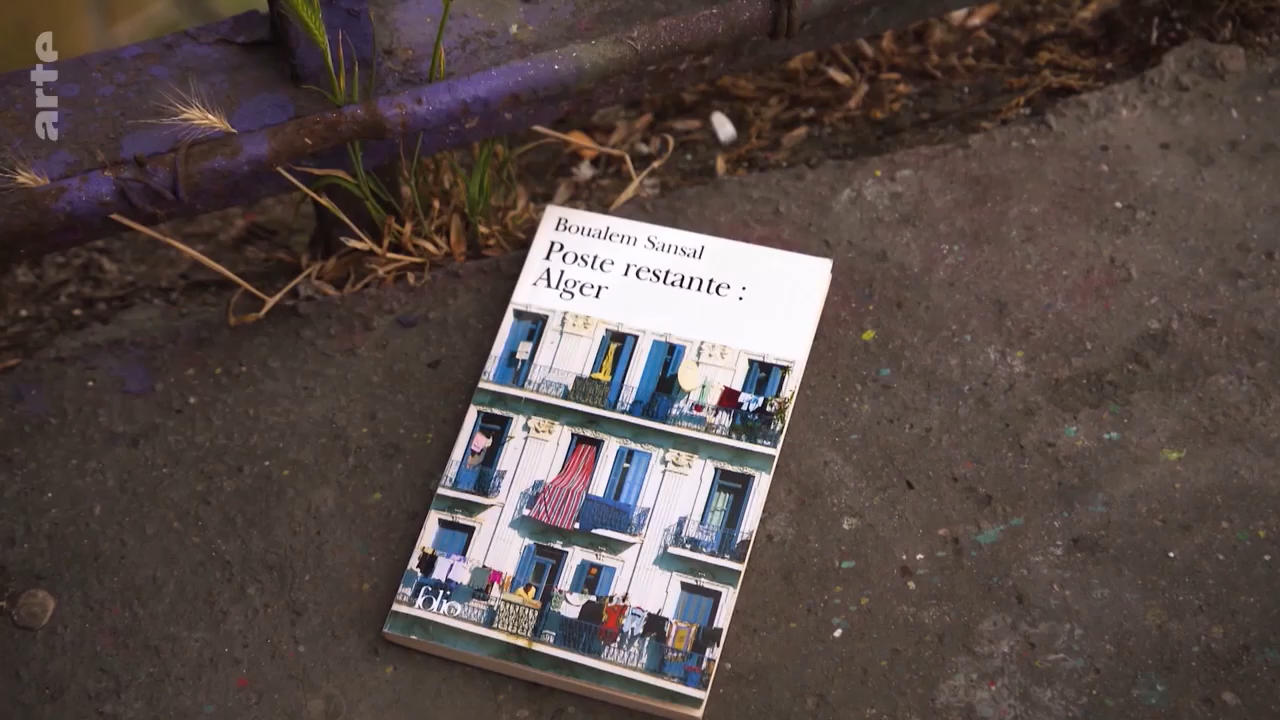 arte
Boualem Sansal
Poste restante :
Alger
folio